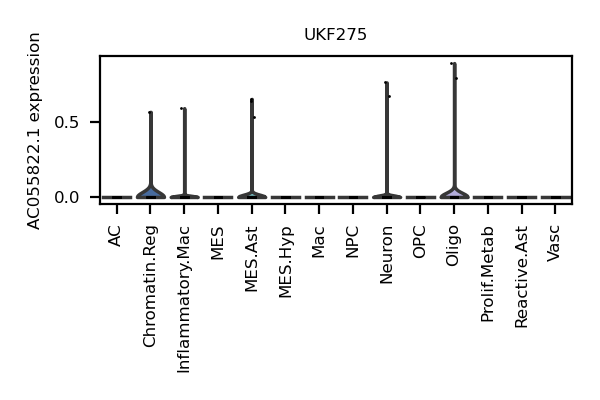 UKF275
AC055822.1 expression
0.5
0.0
AC
Chromatin.Reg
Inflammatory.Mac
MES
MES.Ast
MES.Hyp
Mac
NPC
Neuron
OPC
Oligo
Prolif.Metab
Reactive.Ast
Vasc